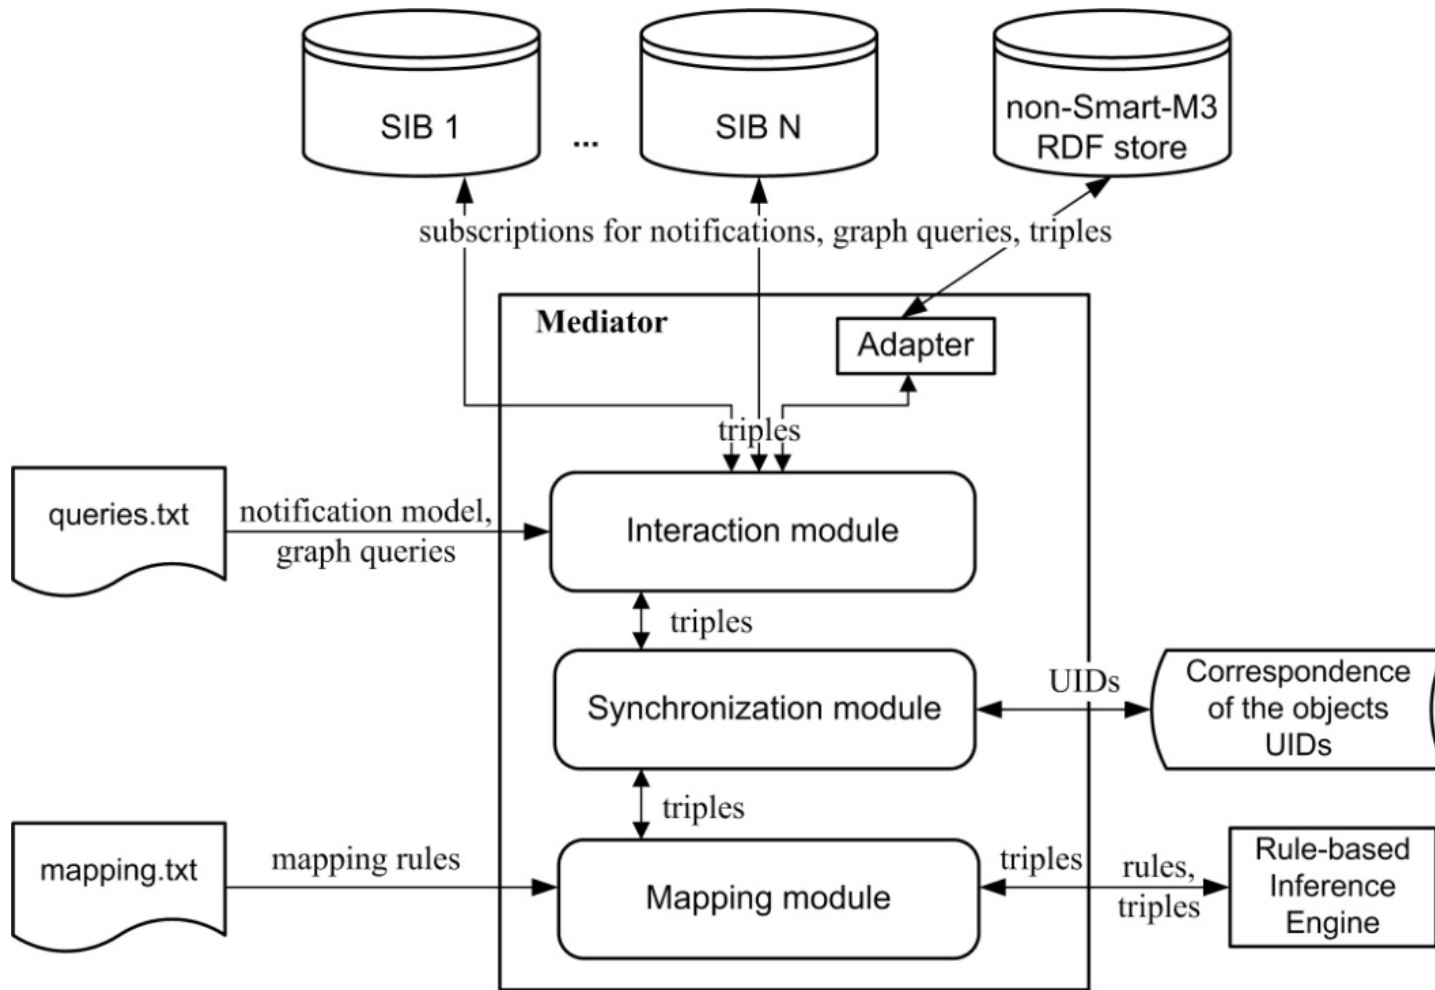 SIB 1
...
SIB N
non-Smart-M3
RDF store
subscriptions for notifications, graph queries, triples
Mediator
Adapter
triples
queries.txt
notification model,
graph queries
Interaction module
triples
Synchronization module
UIDs
Correspondence
of the objects
UIDs
triples
mapping.txt
mapping rules
Mapping module
triples
rules,
triples
Rule-based
Inference
Engine